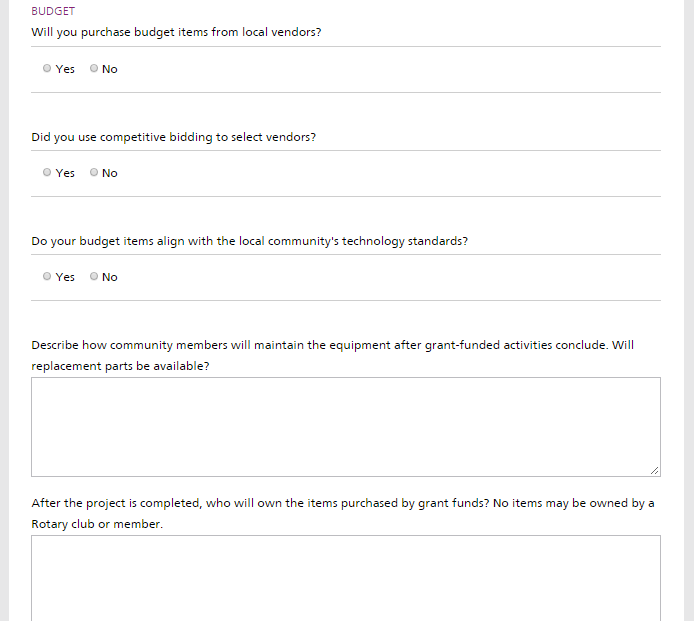 BUDGET
Will you purchase budget items from local vendors?
Yes No
Did you use competitive bidding to select vendors?
Yes No
Do your budget items align with the local community's technology standards?
Yes No
Describe how community members will maintain the equipment after grant-funded activities conclude. Will
replacement parts be available?
After the project is completed, who will own the items purchased by grant funds? No items may be owned by a
Rotary club or member.